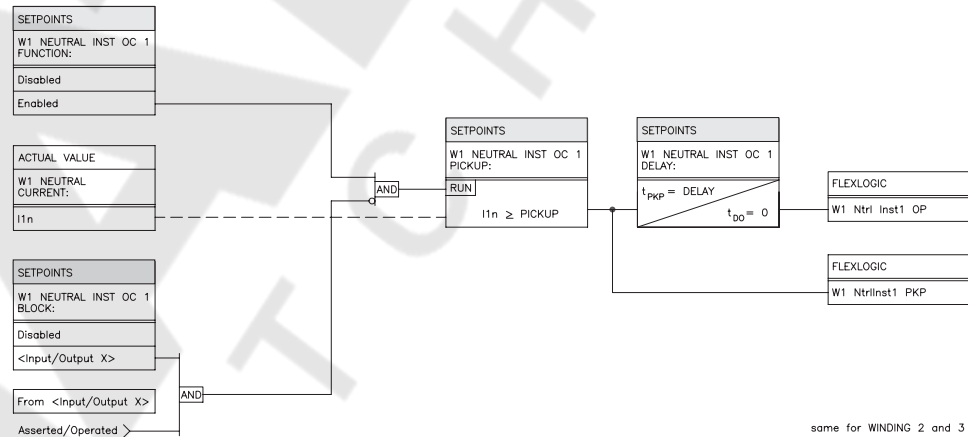 SETPOINTS
W1 NEUTRAL INST OC 1
FUNCTION:
Disabled
Enabled
ACTUAL VALUE
W1 NEUTRAL
CURRENT:
I1n
SETPOINTS
W1 NEUTRAL INST OC 1
BLOCK:
Disabled
<Input/Output X>
From <Input/Output X>
Asserted/Operated
AND
AND
SETPOINTS
W1 NEUTRAL INST OC 1
PICKUP:
RUN
I1n ≥ PICKUP
SETPOINTS
W1 NEUTRAL INST OC 1
DELAY:
tPKP = DELAY
tDO = 0
FLEXLOGIC
W1 Ntrl Inst1 OP
FLEXLOGIC
W1 NtrlInst1 PKP
same for WINDING 2 and 3
T C H